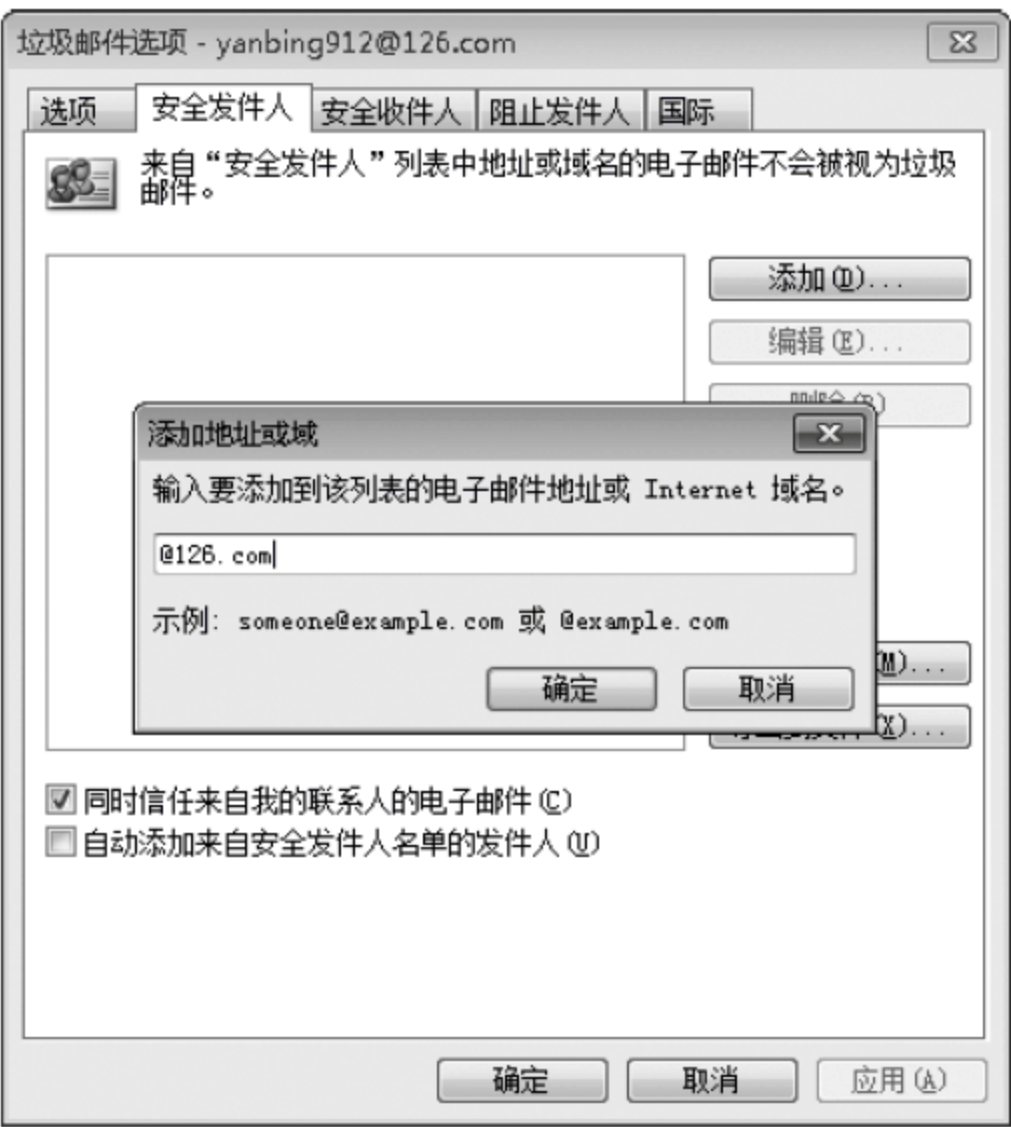 垃圾邮件选项 - yanbing912@126.com
选项 安全发件人 安全收件人 阻止发件人 国际
来自“安全发件人”列表中地址或域名的电子邮件不会被视为垃圾
邮件。
添加(D)...
编辑(E)...
删除(R)
添加地址或域
输入要添加到该列表的电子邮件地址或 Internet 域名。
@126.com
示例: someone@example.com 或 @example.com
(M)...
确定 取消
(X)...
同时信任来自我的联系人的电子邮件(C)
自动添加来自安全发件人名单的发件人(U)
确定 取消 应用(A)